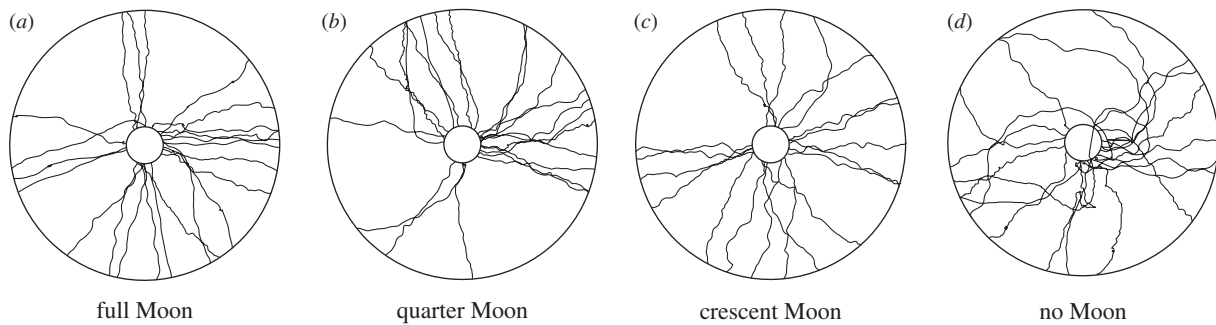 (a) (b) (c) (d)
full Moon quarter Moon crescent Moon no Moon